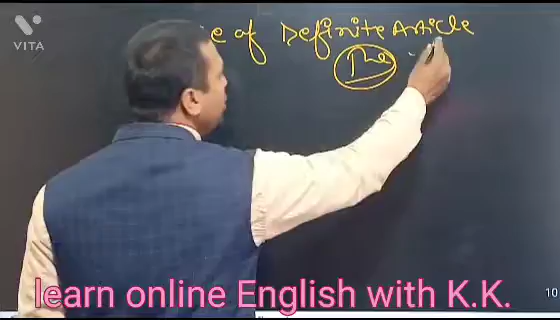 VITA
e of Definite Article
The
learn online English with K.K.
10